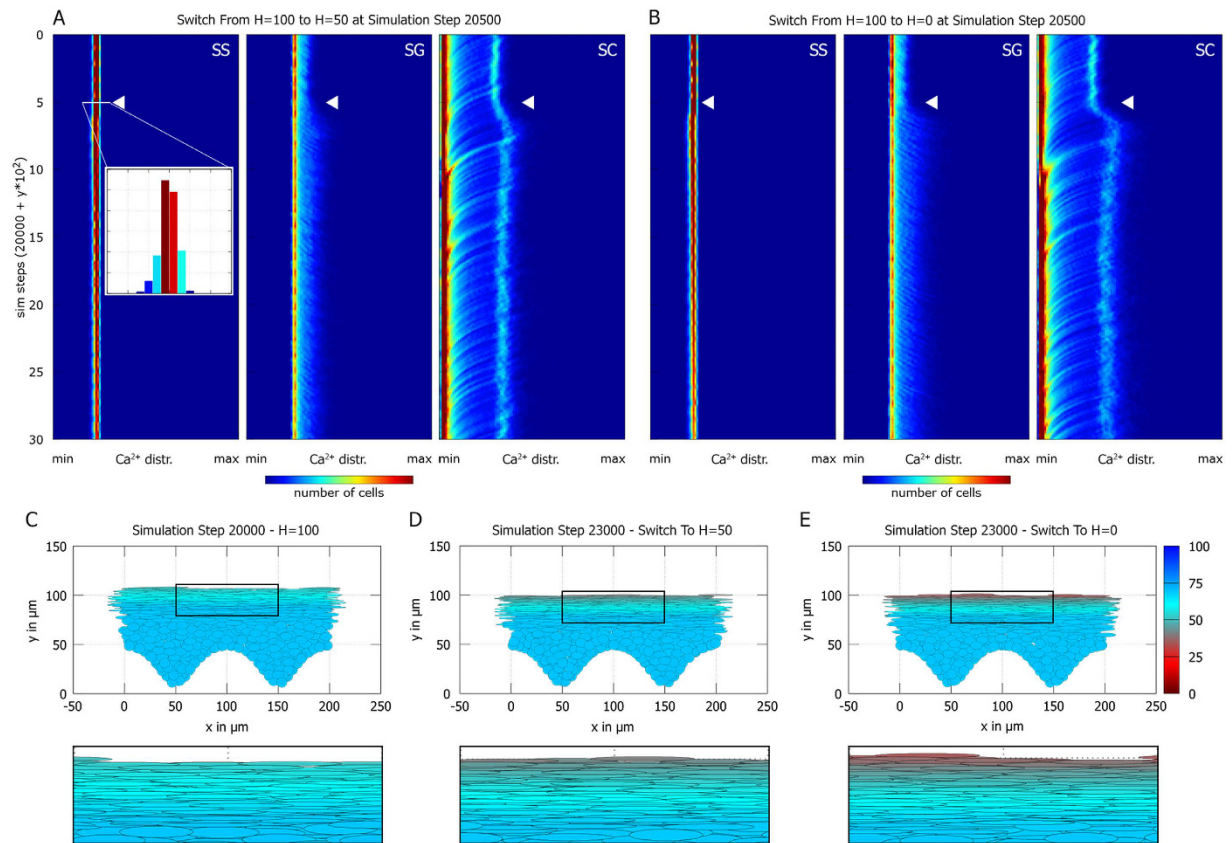 A
Switch From H=100 to H=50 at Simulation Step 20500
B
Switch From H=100 to H=0 at Simulation Step 20500
SS
SG
SC
SS
SG
SC
0
5
10
15
20
25
30
sim steps (20000 + y*10²)
min Ca²⁺ distr. max
min Ca²⁺ distr. max
min Ca²⁺ distr. max
min Ca²⁺ distr. max
min Ca²⁺ distr. max
min Ca²⁺ distr. max
number of cells
number of cells
C
Simulation Step 20000 - H=100
150
100
50
0
y in µm
-50 0 50 100 150 200 250
x in µm
D
Simulation Step 23000 - Switch To H=50
150
100
50
0
y in µm
-50 0 50 100 150 200 250
x in µm
E
Simulation Step 23000 - Switch To H=0
150
100
50
0
y in µm
-50 0 50 100 150 200 250
x in µm
100
75
50
25
0